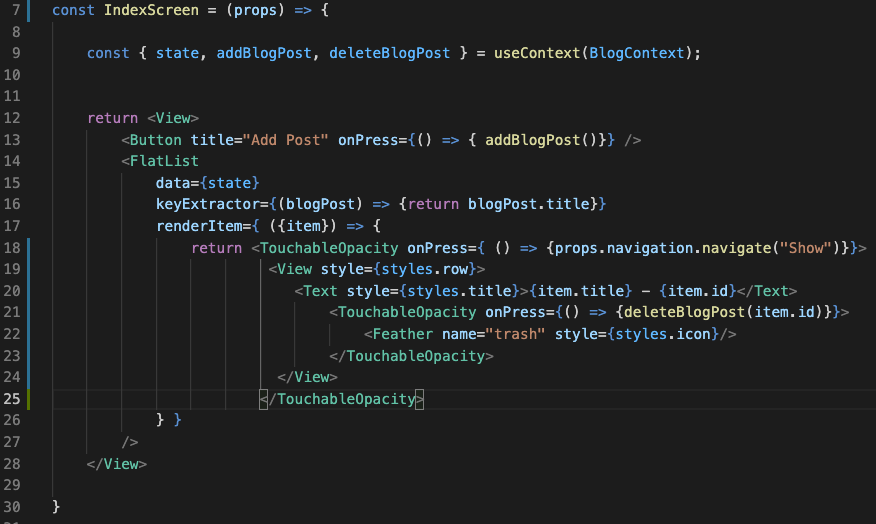 7 const IndexScreen = (props) => {
8
9 const { state, addBlogPost, deleteBlogPost } = useContext(BlogContext);
10
11
12 return <View>
13 <Button title="Add Post" onPress={() => { addBlogPost()}} />
14 <FlatList
15 data={state}
16 keyExtractor={(blogPost) => {return blogPost.title}}
17 renderItem={ ({item}) => {
18 return <TouchableOpacity onPress={ () => {props.navigation.navigate("Show")}}>
19 <View style={styles.row}>
20 <Text style={styles.title}>{item.title} - {item.id}</Text>
21 <TouchableOpacity onPress={() => {deleteBlogPost(item.id)}}>
22 <Feather name="trash" style={styles.icon}/>
23 </TouchableOpacity>
24 </View>
25 </TouchableOpacity>
26 } }
27 />
28 </View>
29
30 }